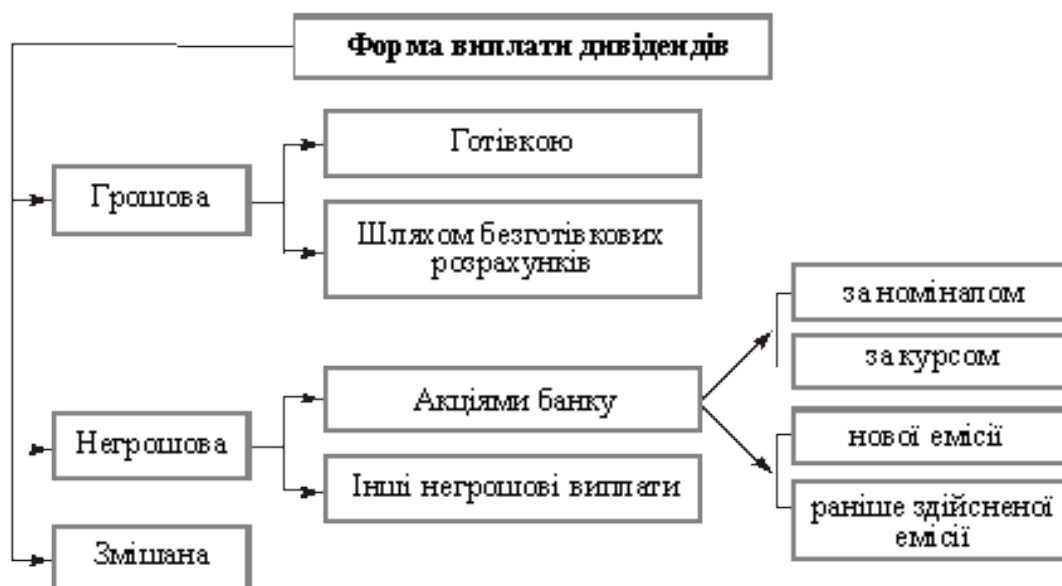 Форма виплати дивідендів
Готівкою
Грошова
Шляхом безготівкових
розрахунків
за номіналом
за курсом
Акціями банку
Негрошова
нової емісії
Інші негрошові виплати
раніше здійсненої
емісії
Змішана